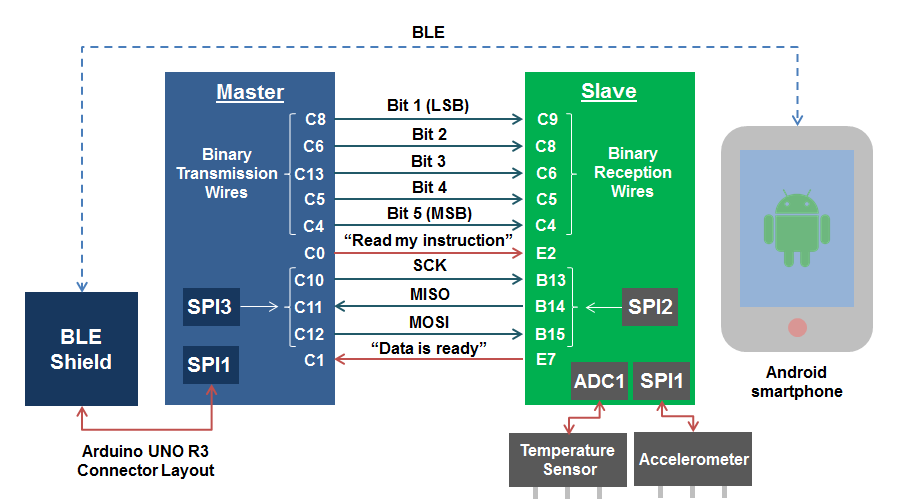 BLE
Master
Slave
C8
Bit 1 (LSB)
C9
C6
Bit 2
C8
Binary
Transmission
Wires
C13
Bit 3
C6
Binary
Reception
Wires
C5
Bit 4
C5
C4
Bit 5 (MSB)
C4
C0
“Read my instruction”
E2
SCK
C10
B13
SPI3
C11
MISO
B14
SPI2
C12
MOSI
B15
C1
“Data is ready”
E7
BLE
Shield
SPI1
ADC1
SPI1
Android
smartphone
Arduino UNO R3
Connector Layout
Temperature
Sensor
Accelerometer